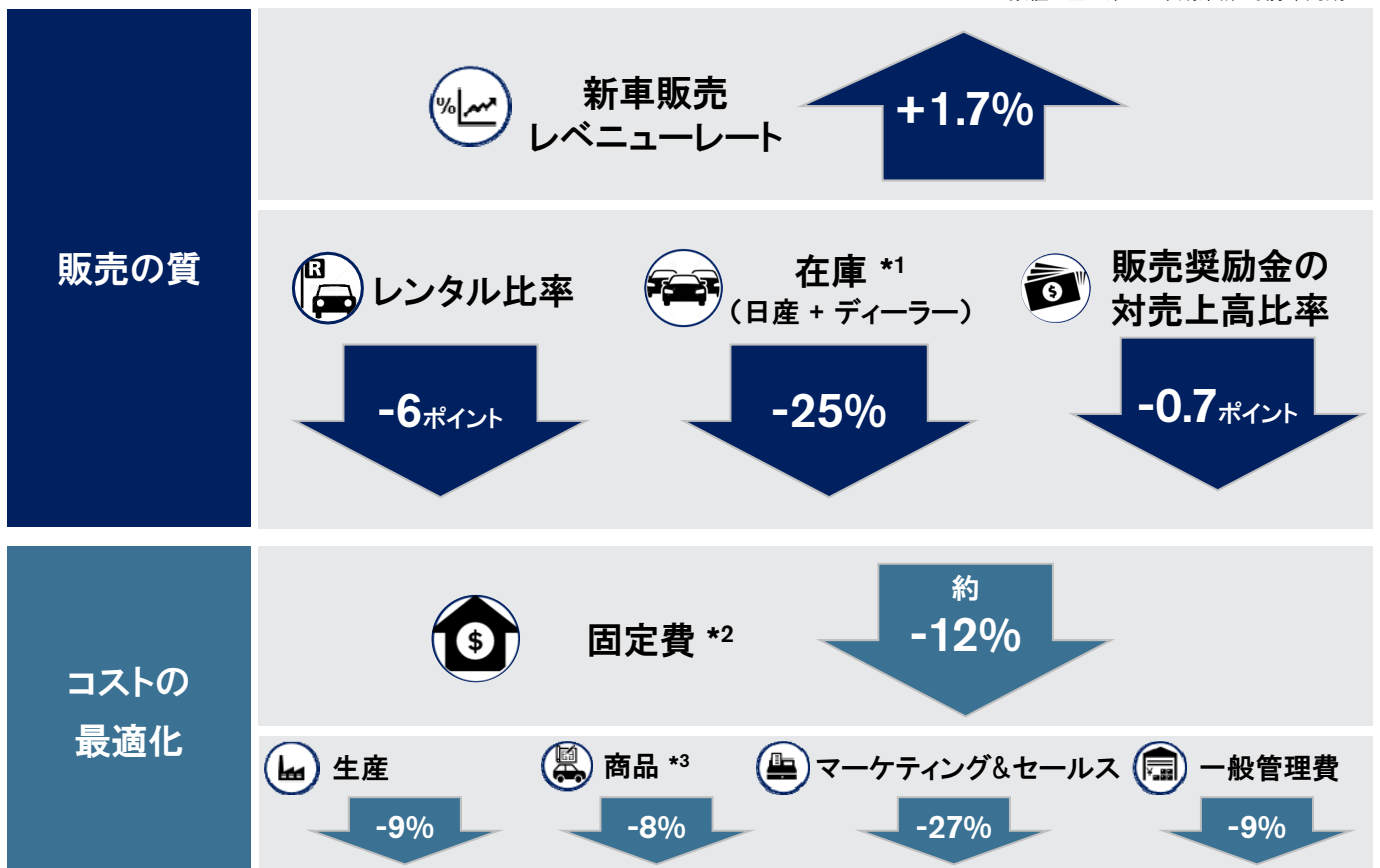 販売の質
新車販売
レベニューレート
+1.7%
レンタル比率
-6ポイント
在庫 *1
(日産 + ディーラー)
-25%
販売奨励金の
対売上高比率
-0.7ポイント
コストの
最適化
固定費 *2
約
-12%
生産
-9%
商品 *3
-8%
マーケティング&セールス
-27%
一般管理費
-9%